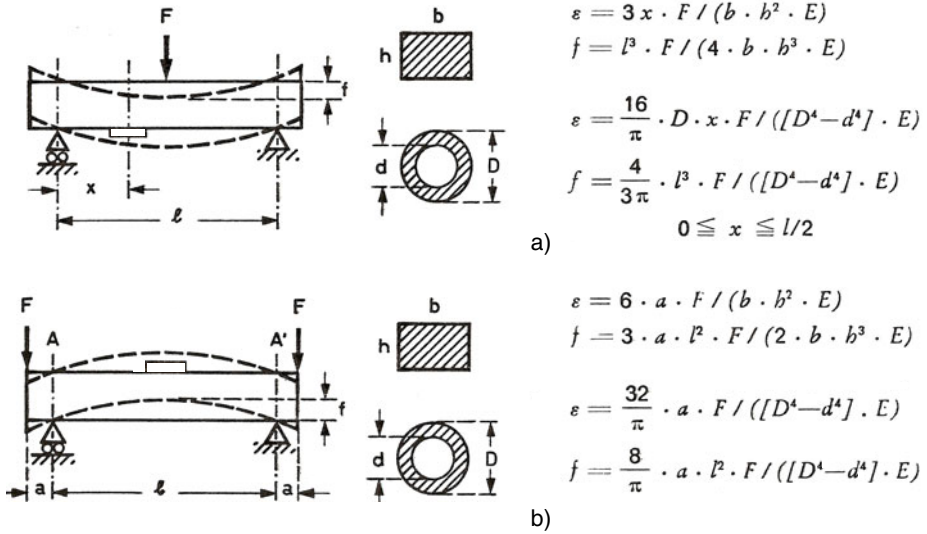 F
f
x
ℓ
b
h
d
D
ε = 3 x · F / (b · h² · E)
f = l³ · F / (4 · b · h³ · E)
ε = 16/π · D · x · F / ([D⁴—d⁴] · E)
f = 4/3π · l³ · F / ([D⁴—d⁴] · E)
0 ≦ x ≦ l/2
a)
F F
A A'
f
a ℓ a
b
h
d
D
ε = 6 · a · F / (b · h² · E)
f = 3 · a · l² · F / (2 · b · h³ · E)
ε = 32/π · a · F / ([D⁴—d⁴] . E)
f = 8/π · a · l² · F / ([D⁴—d⁴] · E)
b)